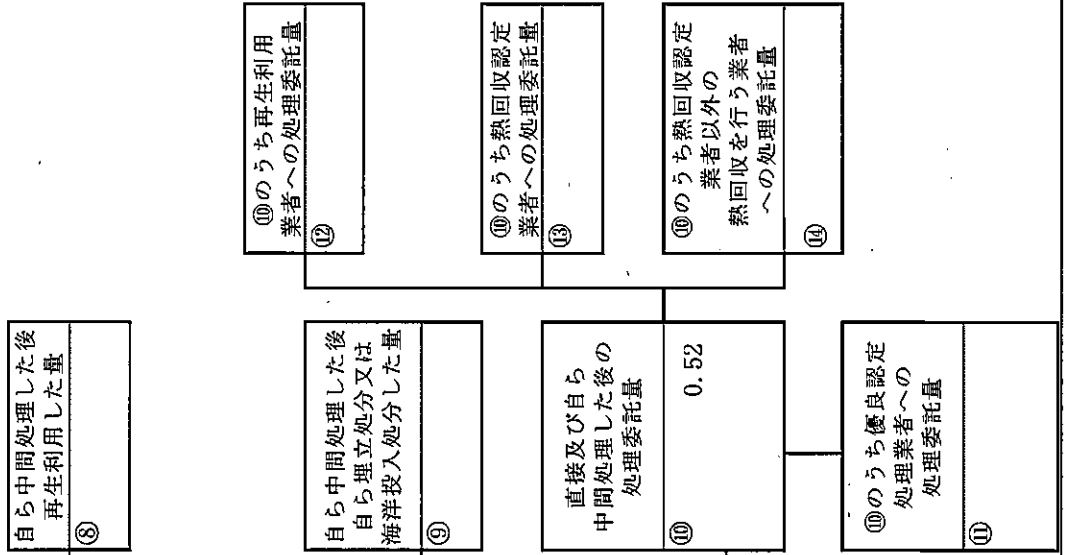 自ら中間処理した後
再生利用した量
⑧
自ら中間処理した後
自ら埋立処分又は
海洋投入処分した量
⑨
直接及び自ら
中間処理した後の
処理委託量
⑩
0.52
⑩のうち優良認定
処理業者への
処理委託量
⑪
⑩のうち再生利用
業者への処理委託量
⑫
⑩のうち熱回収認定
業者への処理委託量
⑬
⑩のうち熱回収認定
業者以外の
熱回収を行う業者
への処理委託量
⑭